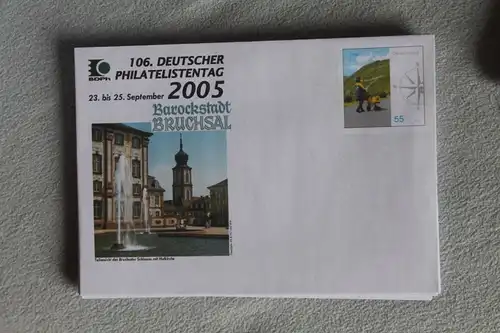 106. DEUTSCHER
PHILATELISTENTAG
BDPh
23. bis 25. September 2005
Barockstadt
BRUCHSAL
55